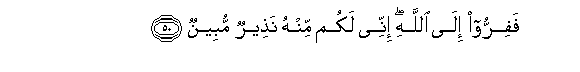 فَفِرُّوٓا۟ إِلَى ٱللَّهِ ۖ إِنِّى لَكُم مِّنْهُ نَذِيرٌ مُّبِينٌ ۝٥٠